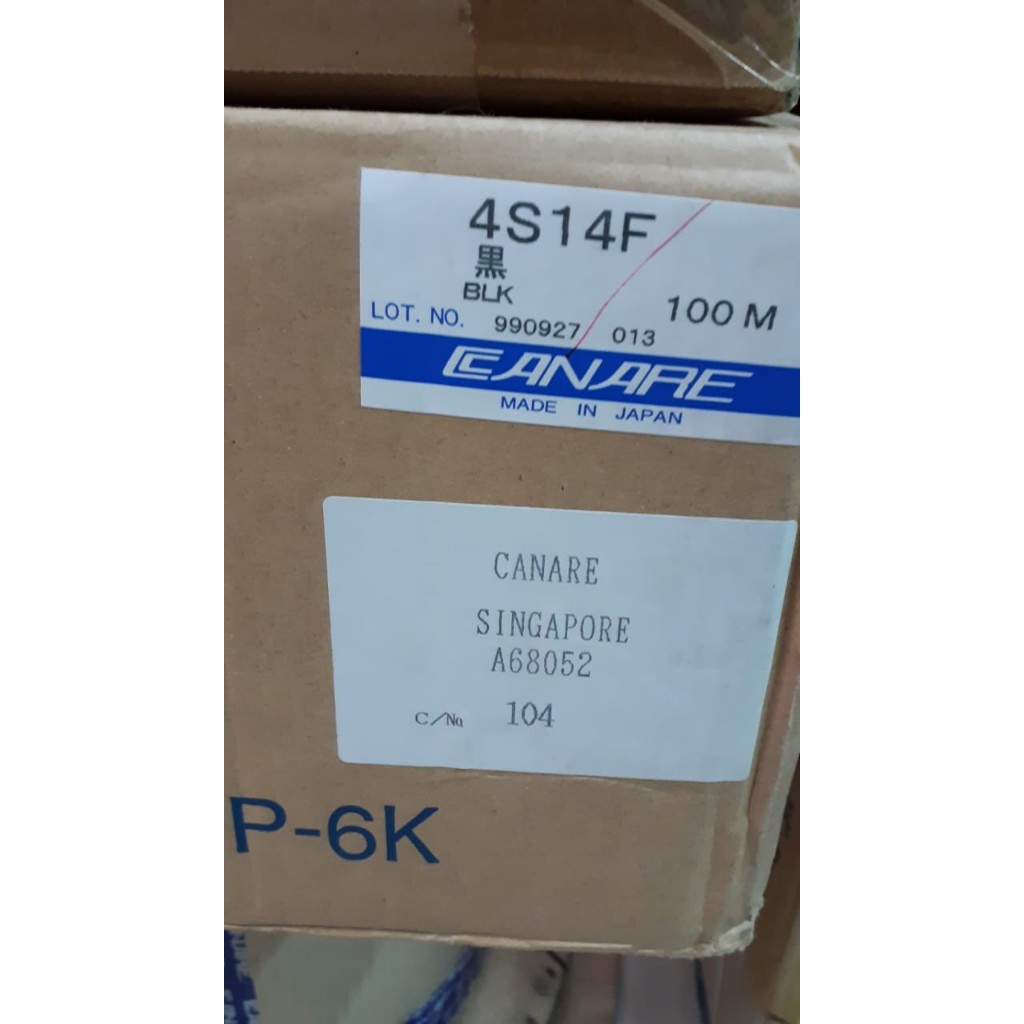 4S14F
黒
BLK
100 M
LOT. NO. 990927 013
CANARE
MADE IN JAPAN
CANARE
SINGAPORE
A68052
C/No 104
P-6K